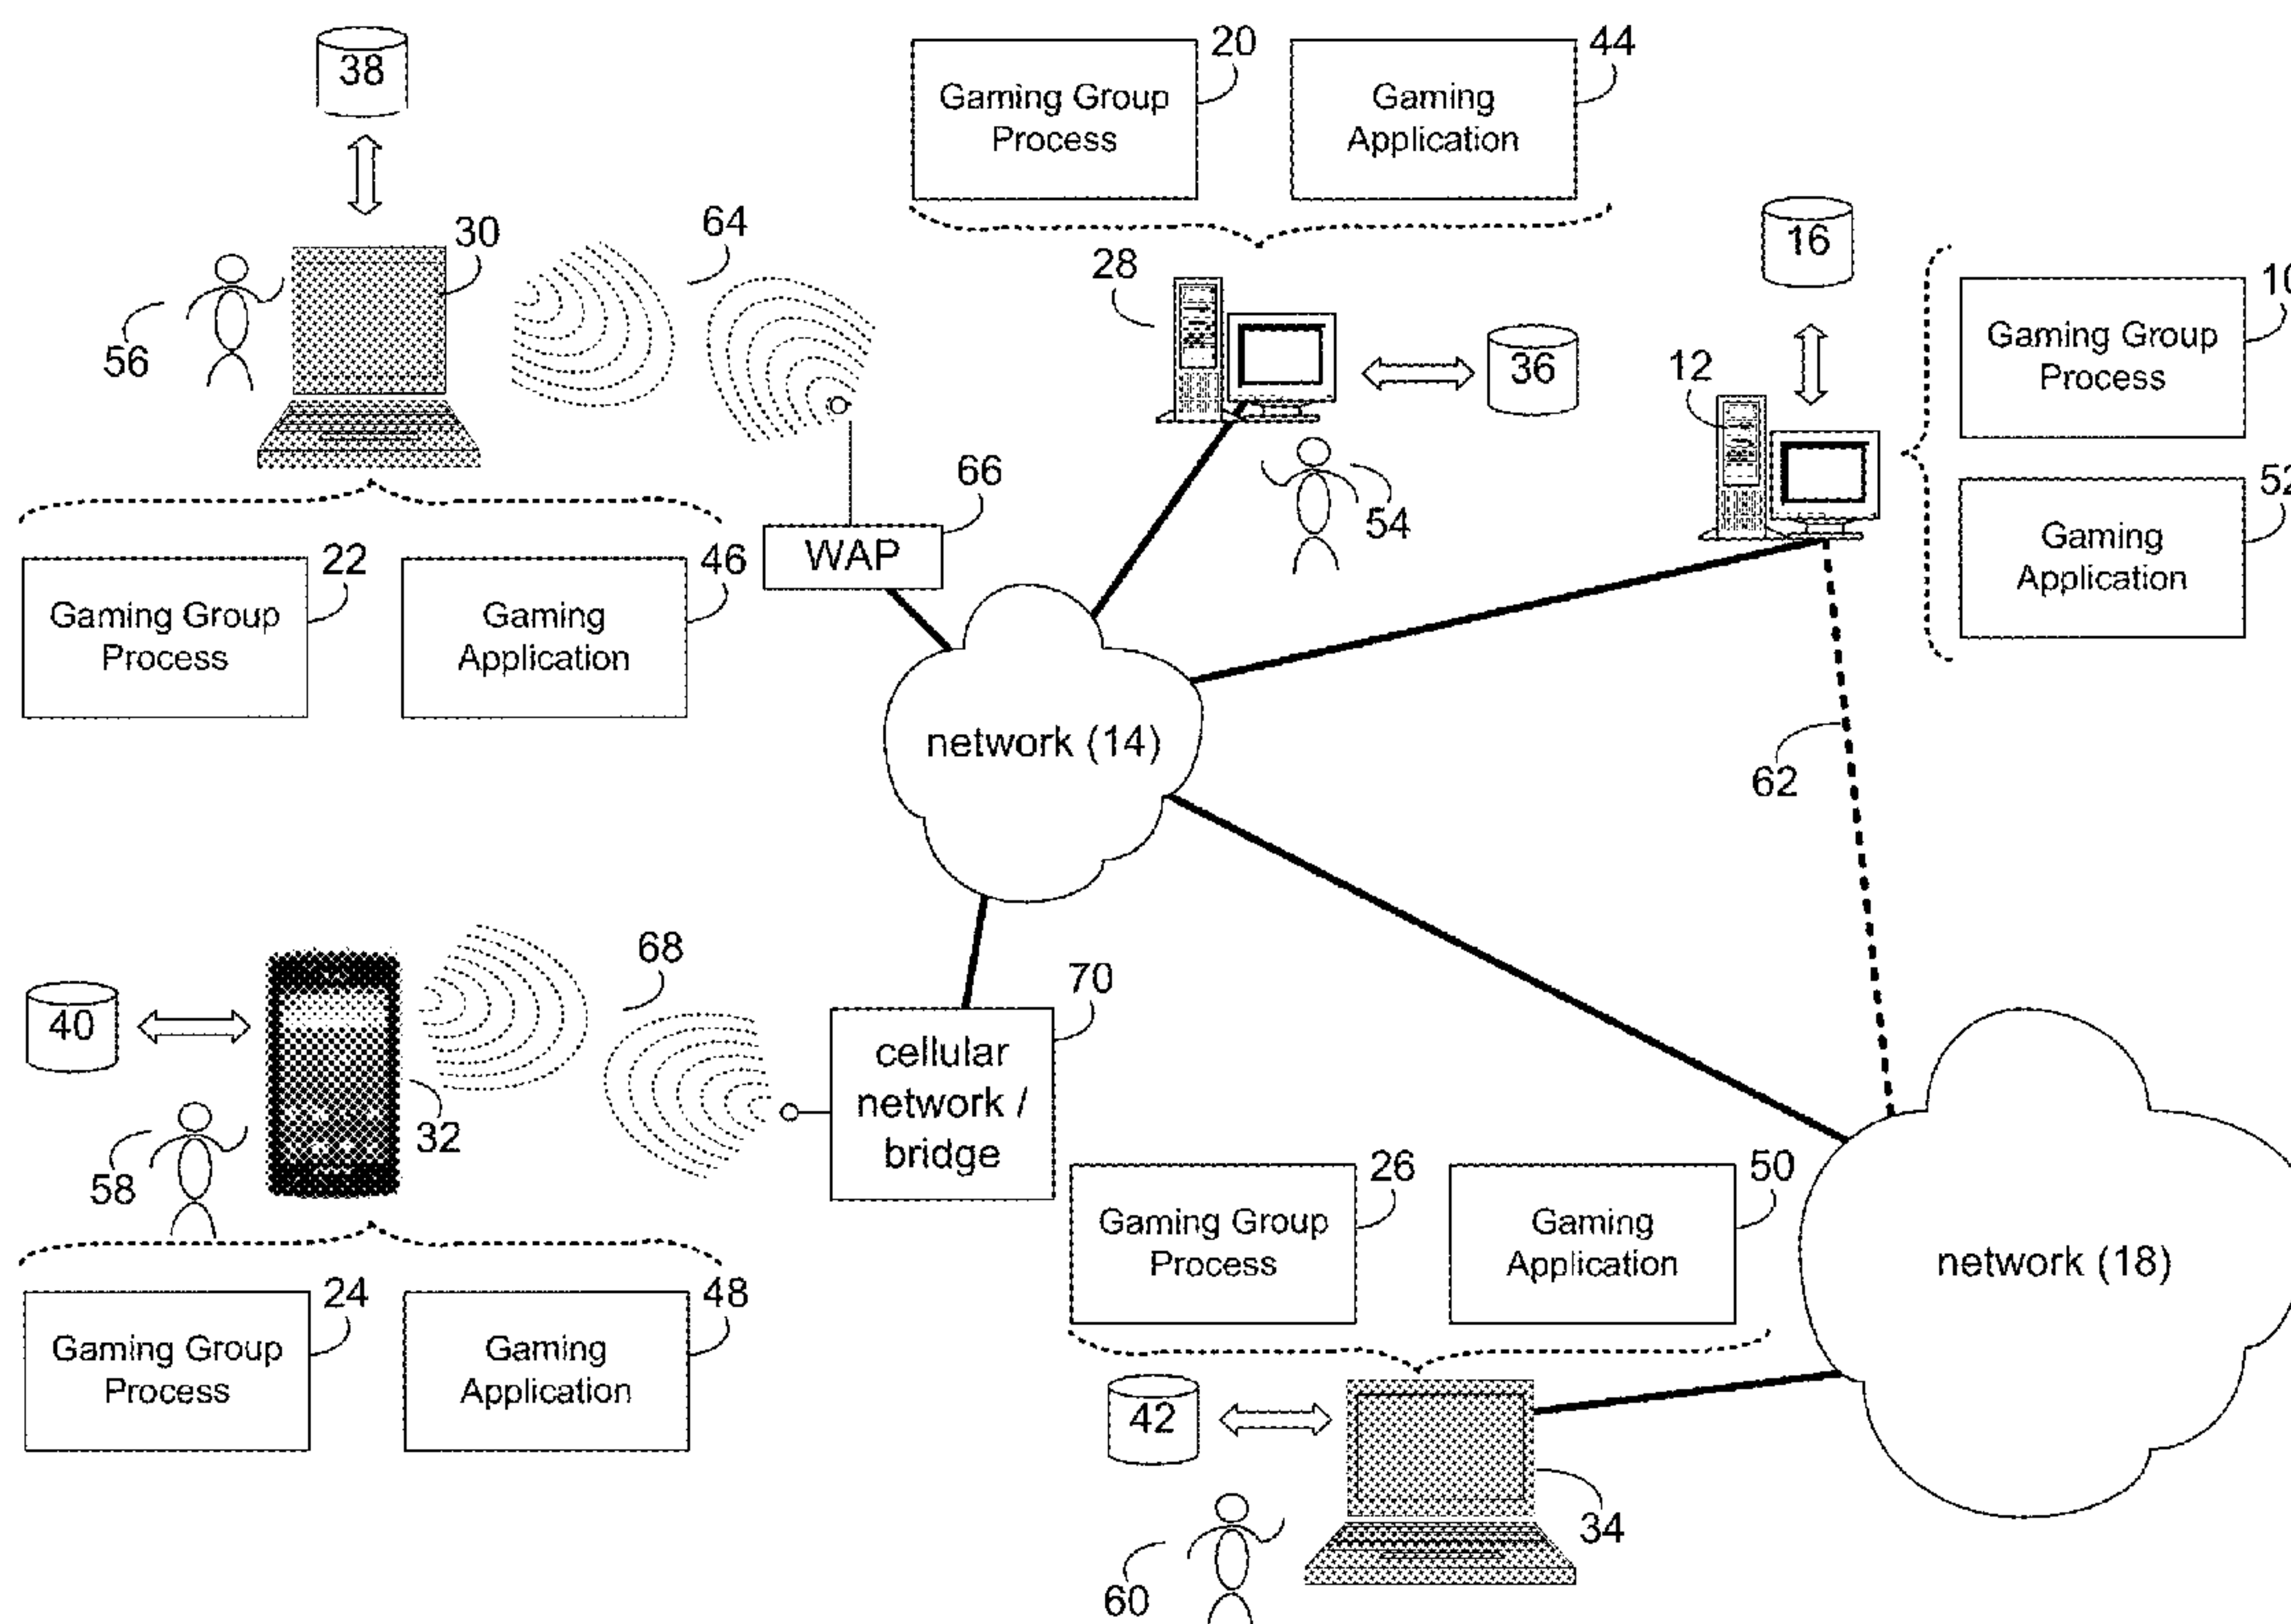 38
20
44
Gaming Group
Process
Gaming
Application
64
30
16
28
10
Gaming Group
Process
56
36
12
66
54
52
Gaming
Application
WAP
22
46
Gaming Group
Process
Gaming
Application
network (14)
62
68
70
40
cellular
network /
bridge
32
58
26
50
Gaming Group
Process
Gaming
Application
network (18)
24
48
Gaming Group
Process
Gaming
Application
42
34
60